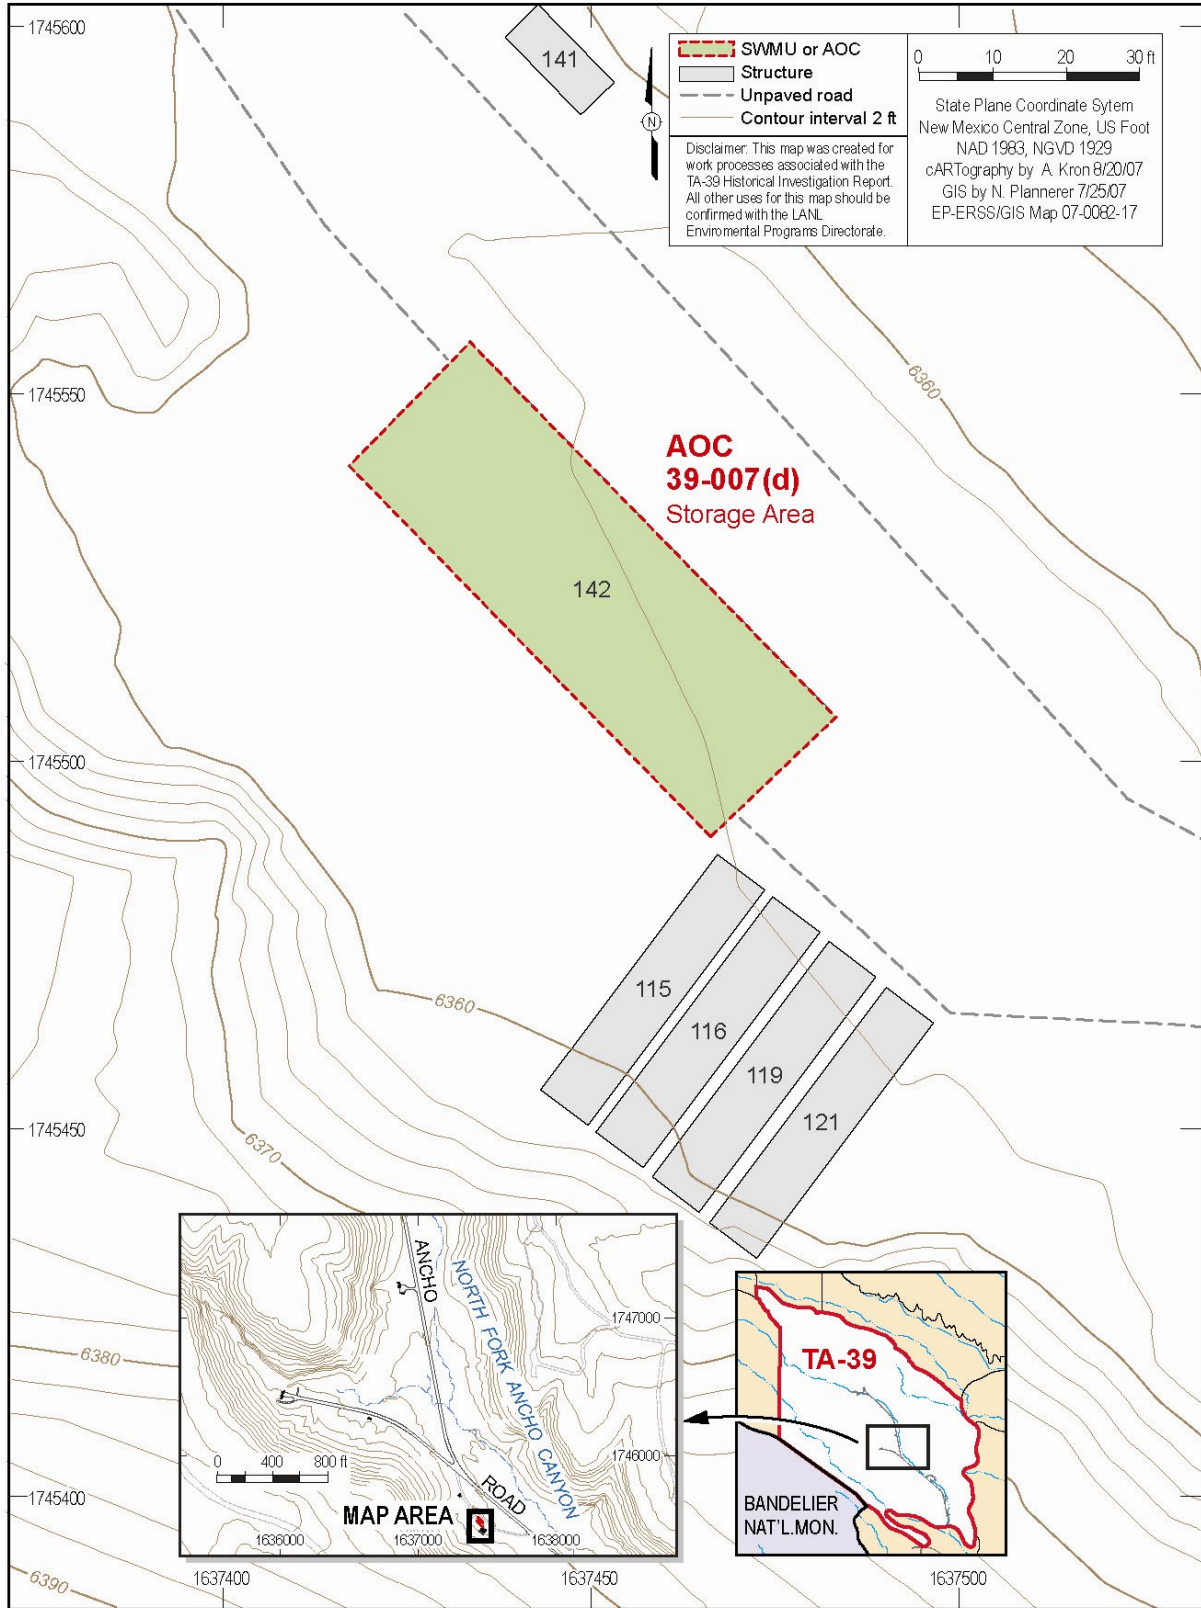 1745600
141
SWMU or AOC
Structure
Unpaved road
Contour interval 2 ft
N
Disclaimer: This map was created for
work processes associated with the
TA-39 Historical Investigation Report.
All other uses for this map should be
confirmed with the LANL
Enviromental Programs Directorate.
0 10 20 30 ft
State Plane Coordinate Sytem
New Mexico Central Zone, US Foot
NAD 1983, NGVD 1929
cARTography by A. Kron 8/20/07
GIS by N. Plannerer 7/25/07
EP-ERSS/GIS Map 07-0082-17
6360
1745550
AOC
39-007(d)
Storage Area
142
1745500
115
116
119
121
6360
1745450
6370
6380
6390
1745400
ANCHO
NORTH FORK ANCHO CANYON
1747000
1746000
0 400 800 ft
ROAD
MAP AREA
1636000
1637000
1638000
TA-39
BANDELIER
NAT'L.MON.
1637400
1637450
1637500